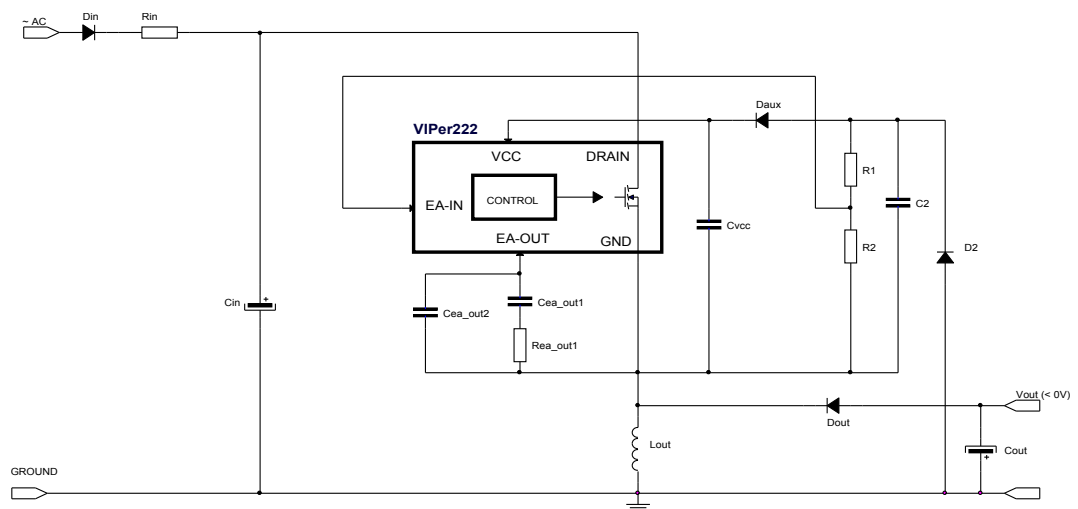 ~ AC
Din
Rin
Daux
VIPer222
VCC
DRAIN
R1
EA-IN
CONTROL
C2
Cvcc
EA-OUT
GND
R2
D2
Cin
+
Cea_out1
Cea_out2
Rea_out1
Vout (< 0V)
Dout
Lout
Cout
+
GROUND